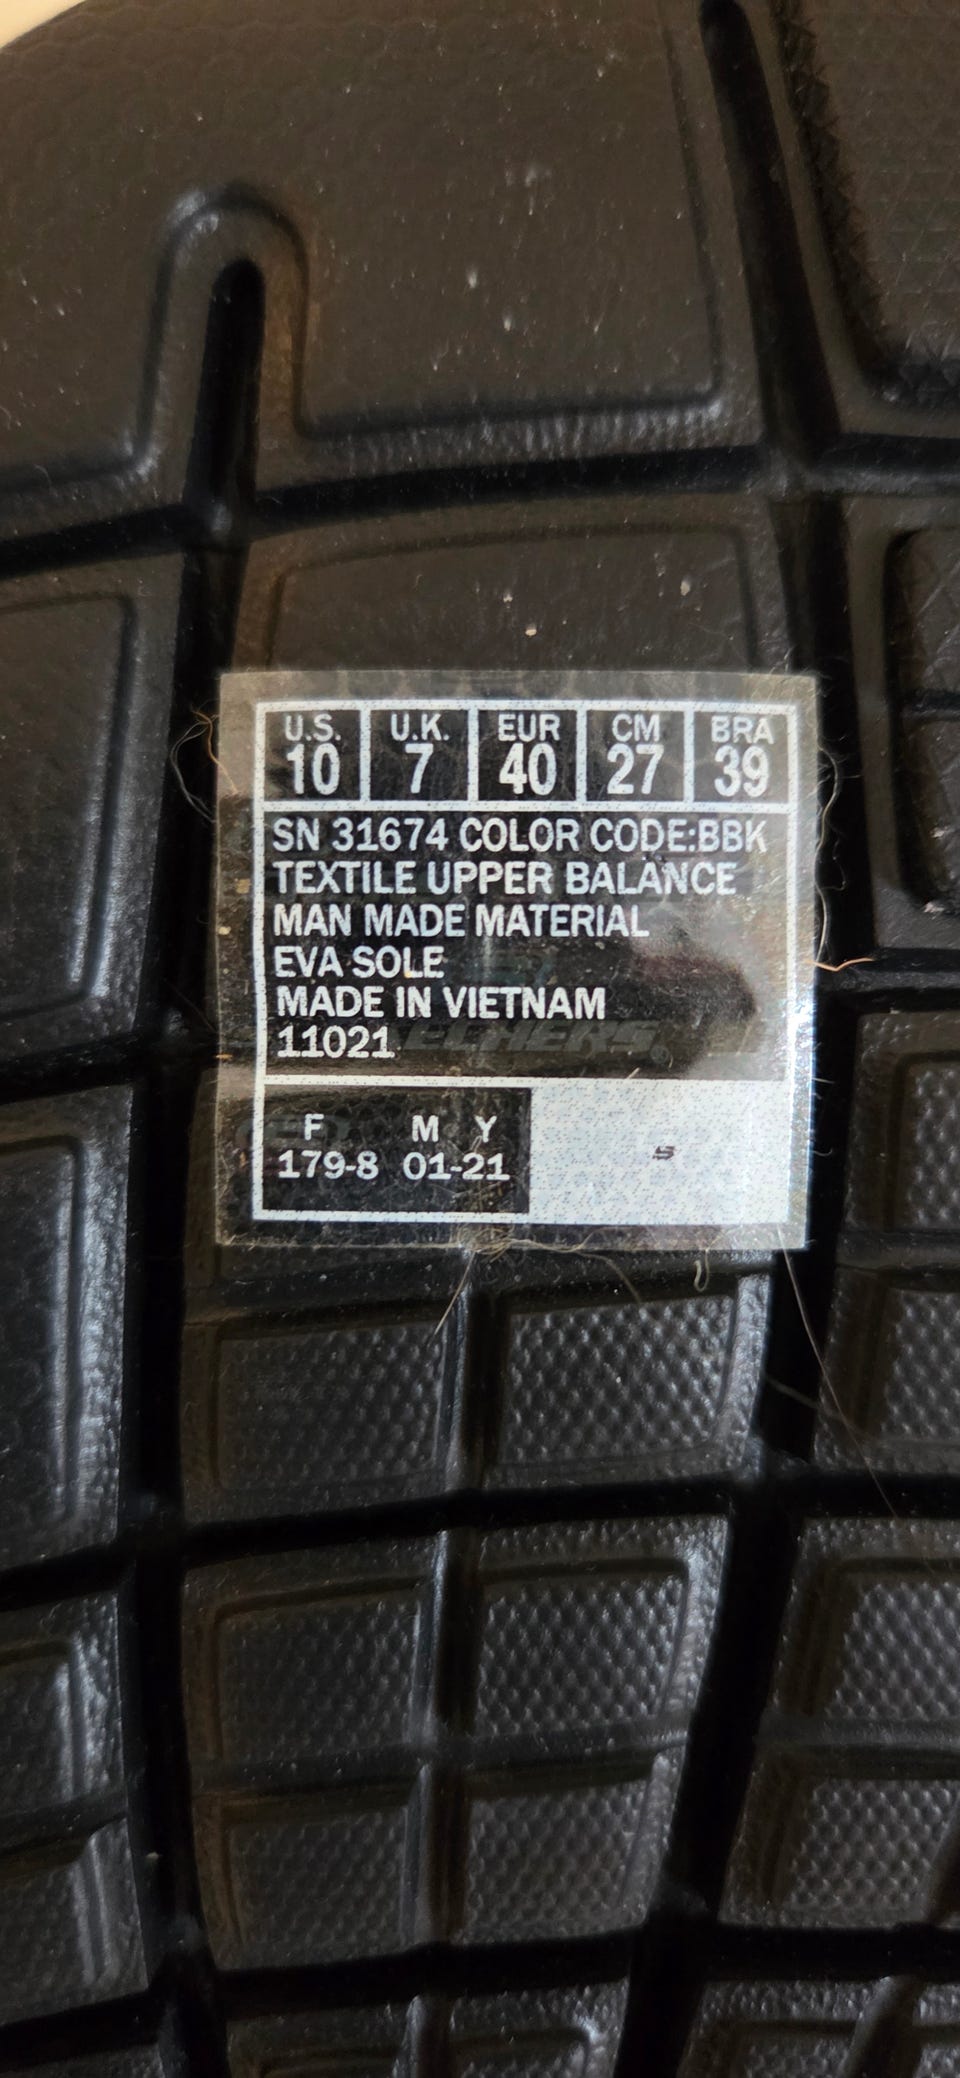 U.S. U.K. EUR CM BRA
10 7 40 27 39
SN 31674 COLOR CODE:BBK
TEXTILE UPPER BALANCE
MAN MADE MATERIAL
EVA SOLE
MADE IN VIETNAM
11021
SKECHERS
F M Y
179-8 01-21